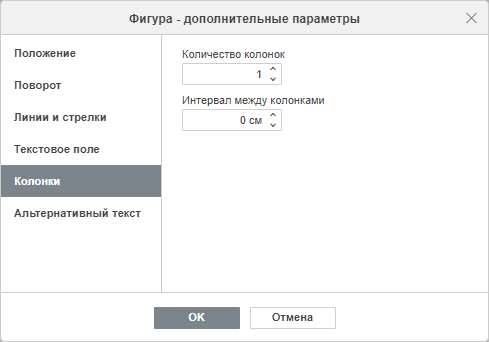 Фигура - дополнительные параметры
Положение
Поворот
Линии и стрелки
Текстовое поле
Колонки
Альтернативный текст
Количество колонок
1
Интервал между колонками
0 см
OK
Отмена